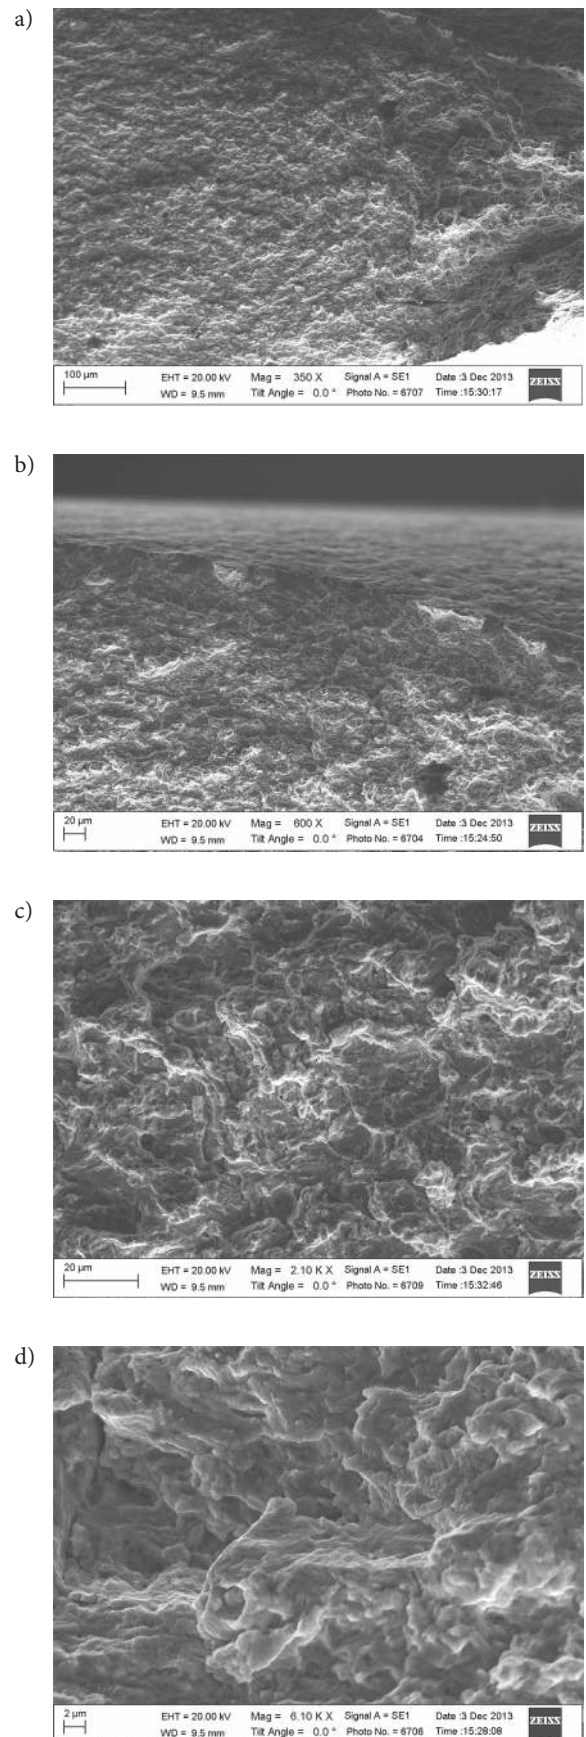 a)
100 µm EHT = 20.00 kV Mag = 350 X Signal A = SE1 Date :3 Dec 2013 ZEISS
WD = 9.5 mm Tilt Angle = 0.0 ° Photo No. = 6707 Time :15:30:17
b)
20 µm EHT = 20.00 kV Mag = 600 X Signal A = SE1 Date :3 Dec 2013 ZEISS
WD = 9.5 mm Tilt Angle = 0.0 ° Photo No. = 6704 Time :15:24:50
c)
20 µm EHT = 20.00 kV Mag = 2.10 K X Signal A = SE1 Date :3 Dec 2013 ZEISS
WD = 9.5 mm Tilt Angle = 0.0 ° Photo No. = 6709 Time :15:32:46
d)
2 µm EHT = 20.00 kV Mag = 6.10 K X Signal A = SE1 Date :3 Dec 2013 ZEISS
WD = 9.5 mm Tilt Angle = 0.0 ° Photo No. = 6706 Time :15:28:08